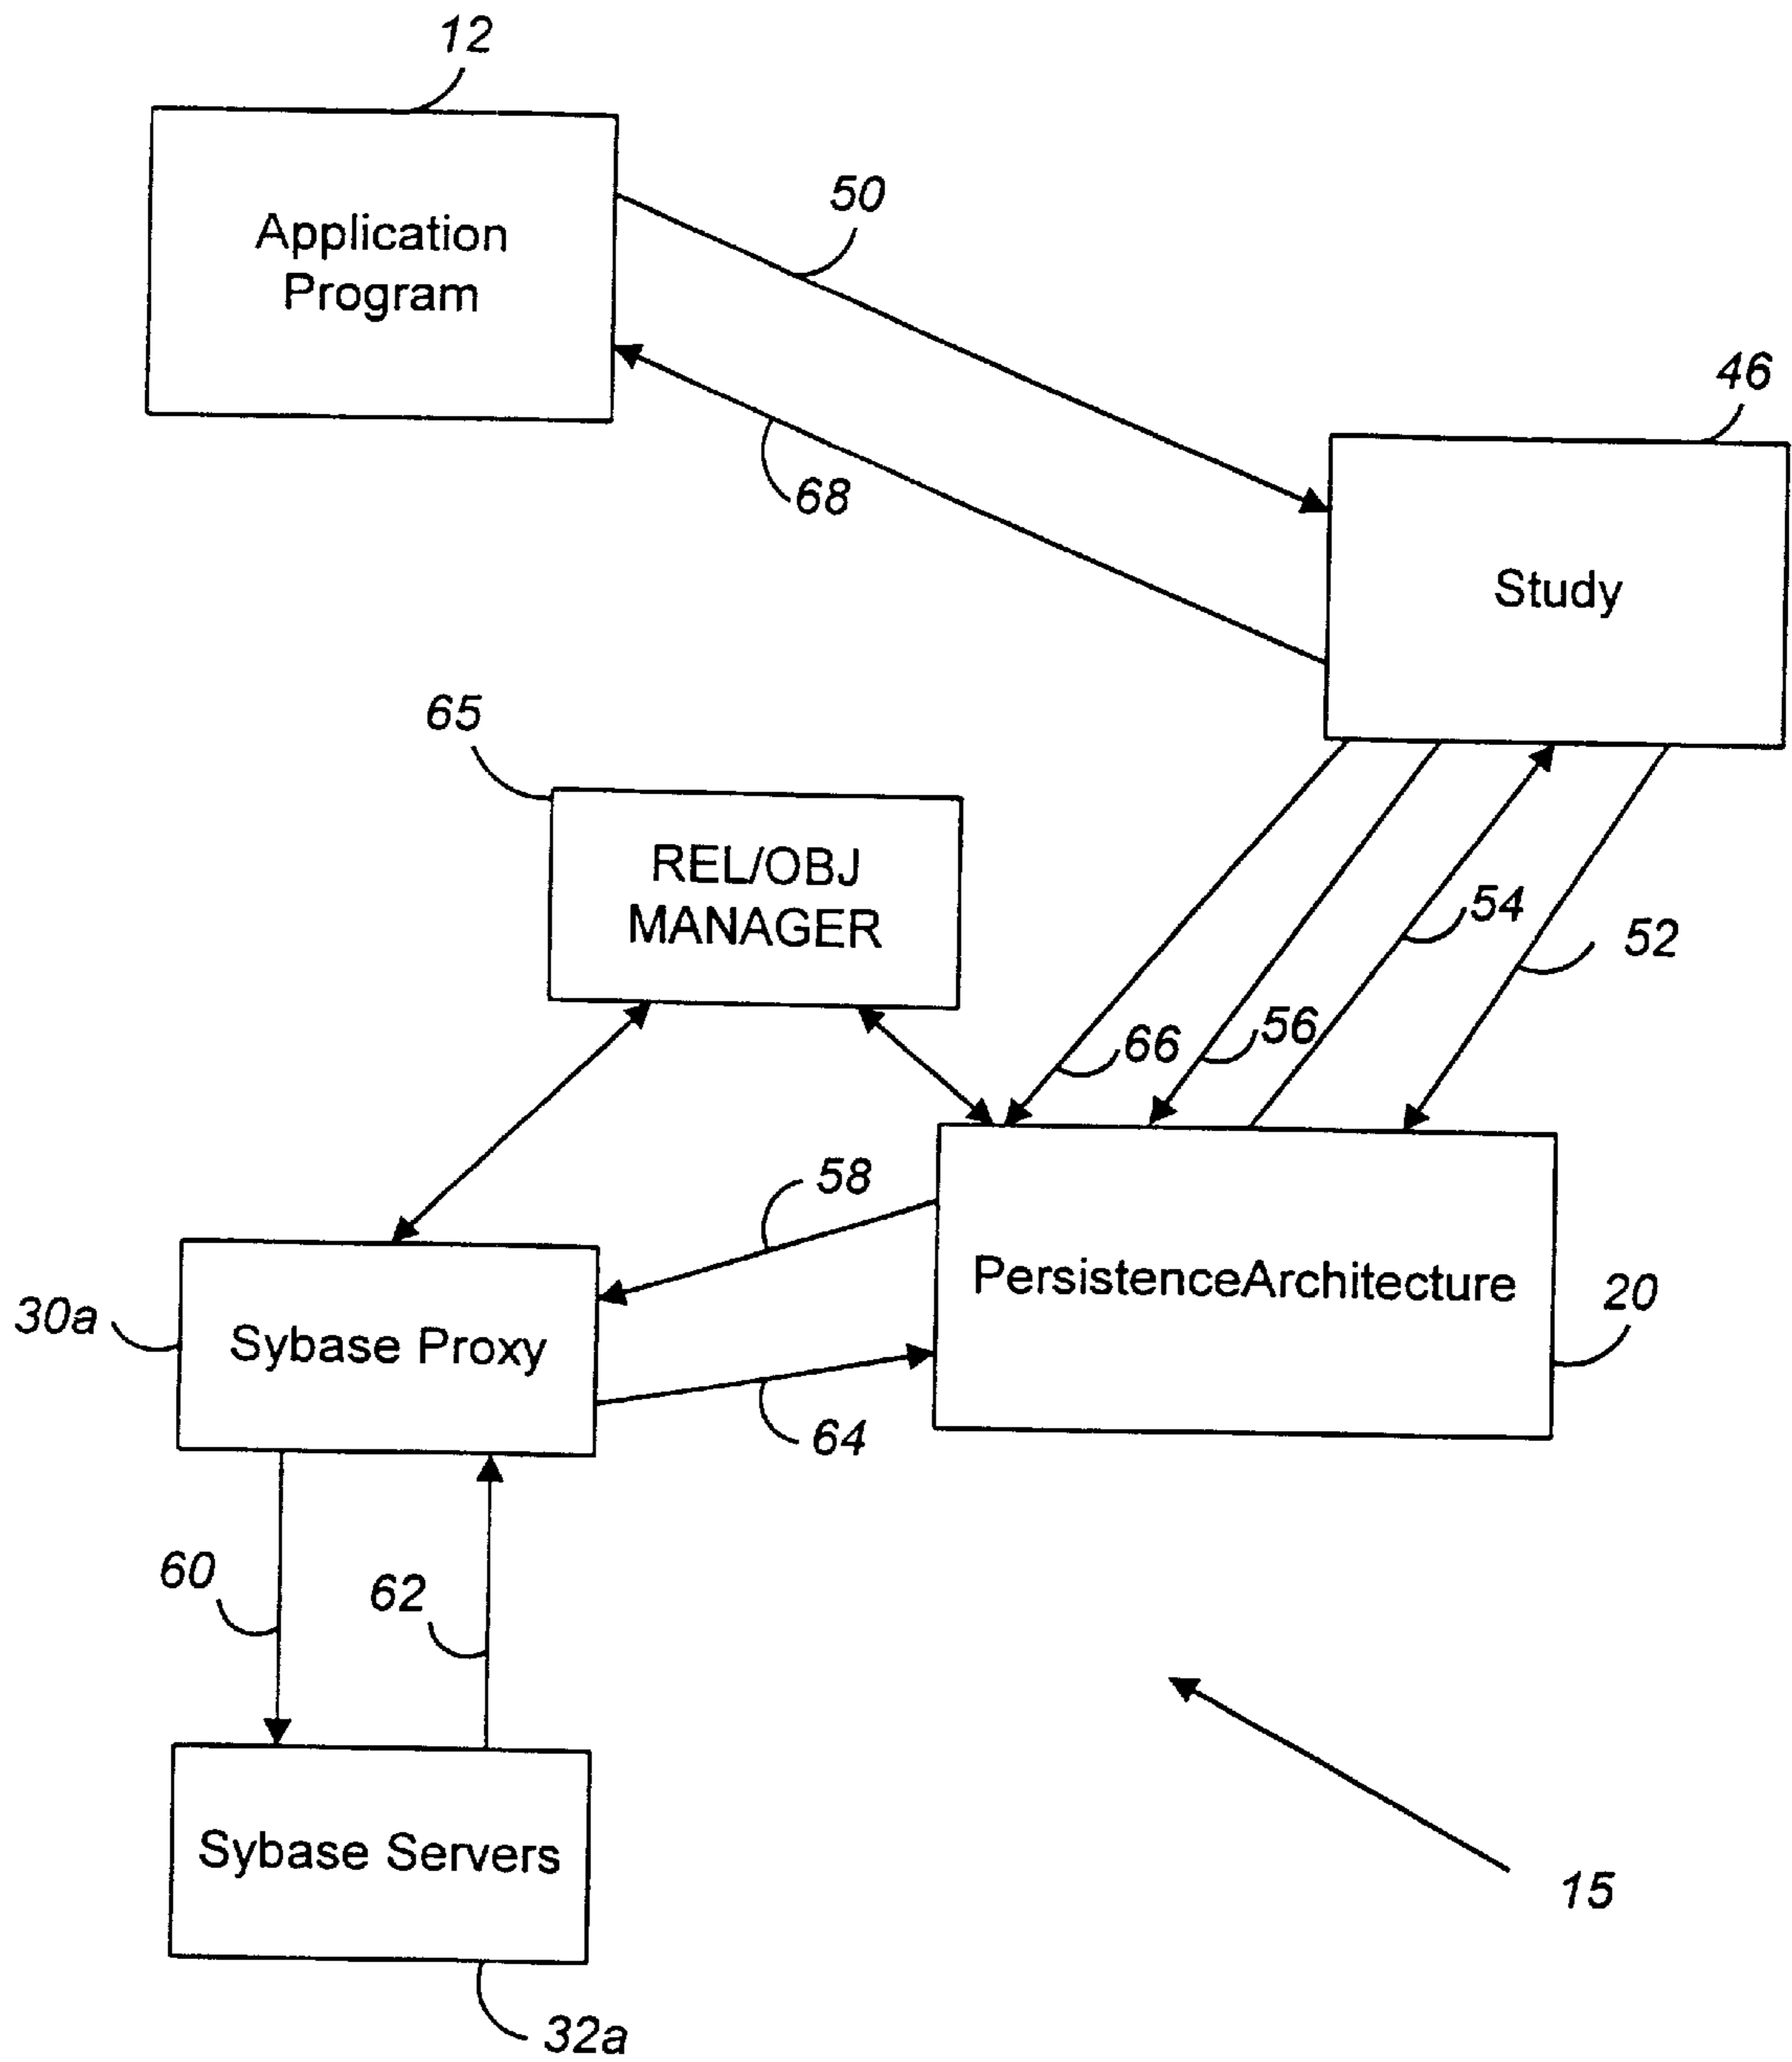 12
Application
Program
50
68
46
Study
65
REL/OBJ
MANAGER
54
52
66
56
58
PersistenceArchitecture
20
30a
Sybase Proxy
64
60
62
Sybase Servers
15
32a